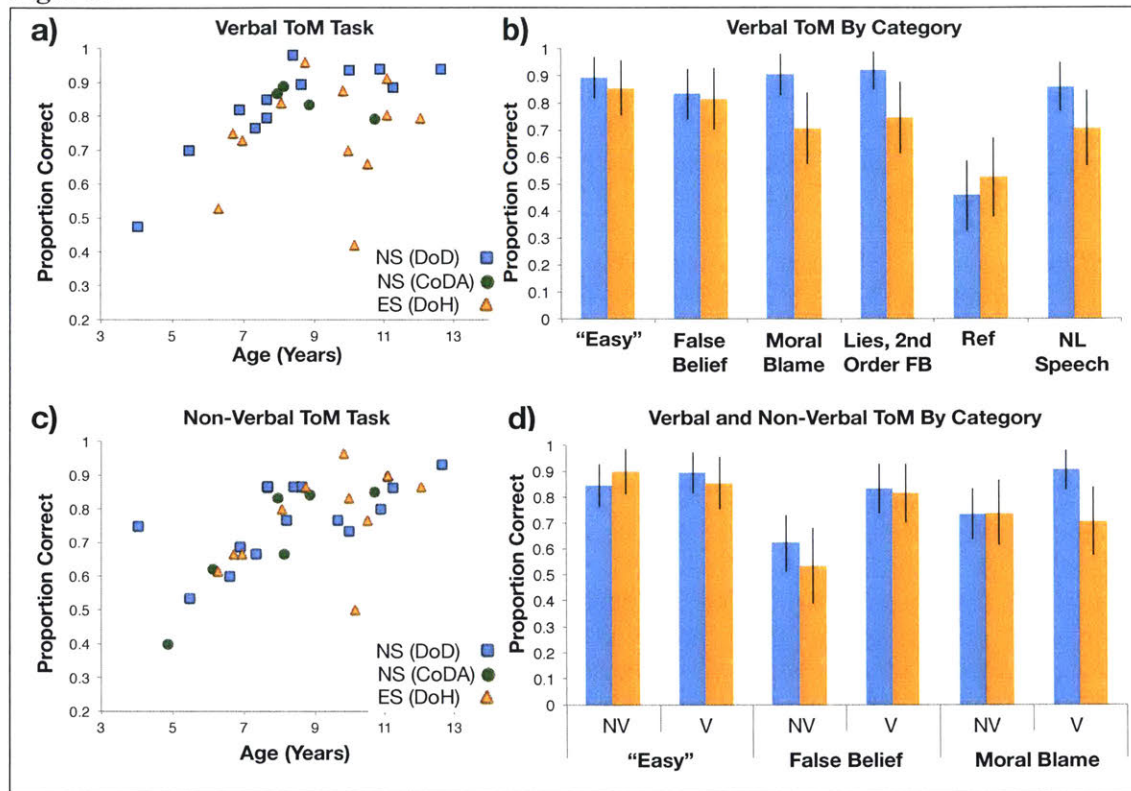 a)
Verbal ToM Task
Proportion Correct
1
0.9
0.8
0.7
0.6
0.5
0.4
0.3
0.2
3
5
7
9
11
13
Age (Years)
NS (DoD)
NS (CoDA)
ES (DoH)
b)
Verbal ToM By Category
Proportion Correct
1
0.9
0.8
0.7
0.6
0.5
0.4
0.3
0.2
0.1
0
“Easy”
False Belief
Moral Blame
Lies, 2nd Order FB
Ref
NL Speech
c)
Non-Verbal ToM Task
Proportion Correct
1
0.9
0.8
0.7
0.6
0.5
0.4
0.3
0.2
3
5
7
9
11
13
Age (Years)
NS (DoD)
NS (CoDA)
ES (DoH)
d)
Verbal and Non-Verbal ToM By Category
Proportion Correct
1
0.9
0.8
0.7
0.6
0.5
0.4
0.3
0.2
0.1
0
NV
V
NV
V
NV
V
“Easy”
False Belief
Moral Blame